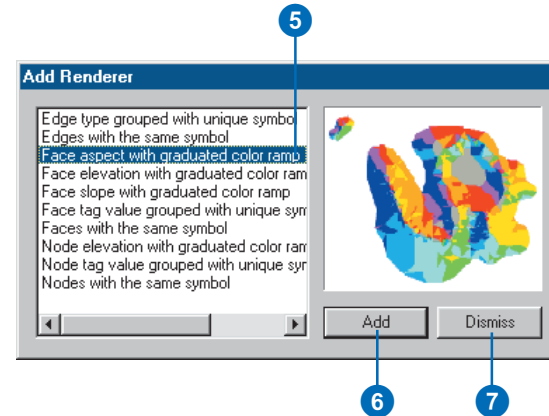 5
Add Renderer
Edge type grouped with unique symbol
Edges with the same symbol
Face aspect with graduated color ramp
Face elevation with graduated color ram
Face slope with graduated color ramp
Face tag value grouped with unique sym
Faces with the same symbol
Node elevation with graduated color ram
Node tag value grouped with unique syr
Nodes with the same symbol
Add
Dismiss
6
7